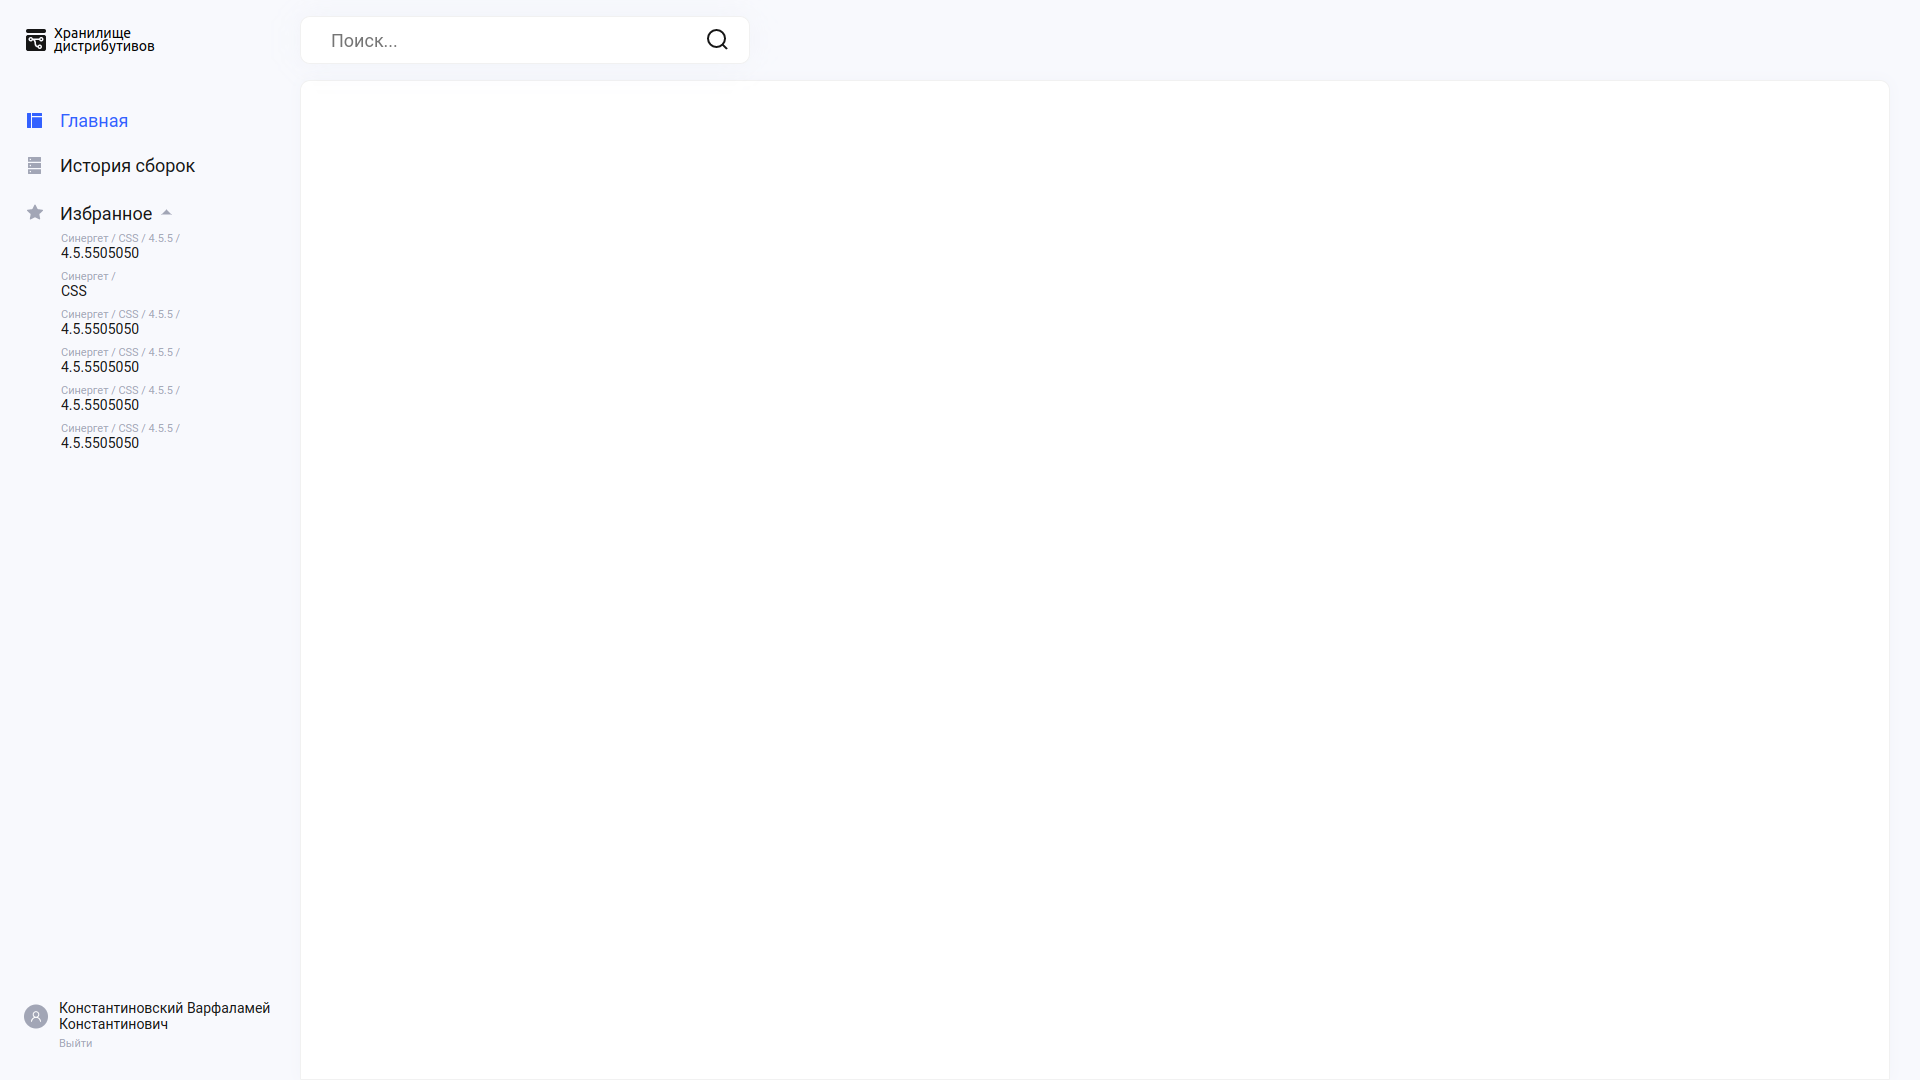 Хранилище
дистрибутивов
Поиск...
Главная
История сборок
Избранное
Синергет / CSS / 4.5.5 /
4.5.5505050
Синергет /
CSS
Синергет / CSS / 4.5.5 /
4.5.5505050
Синергет / CSS / 4.5.5 /
4.5.5505050
Синергет / CSS / 4.5.5 /
4.5.5505050
Синергет / CSS / 4.5.5 /
4.5.5505050
Константиновский Варфаламей
Константинович
Выйти